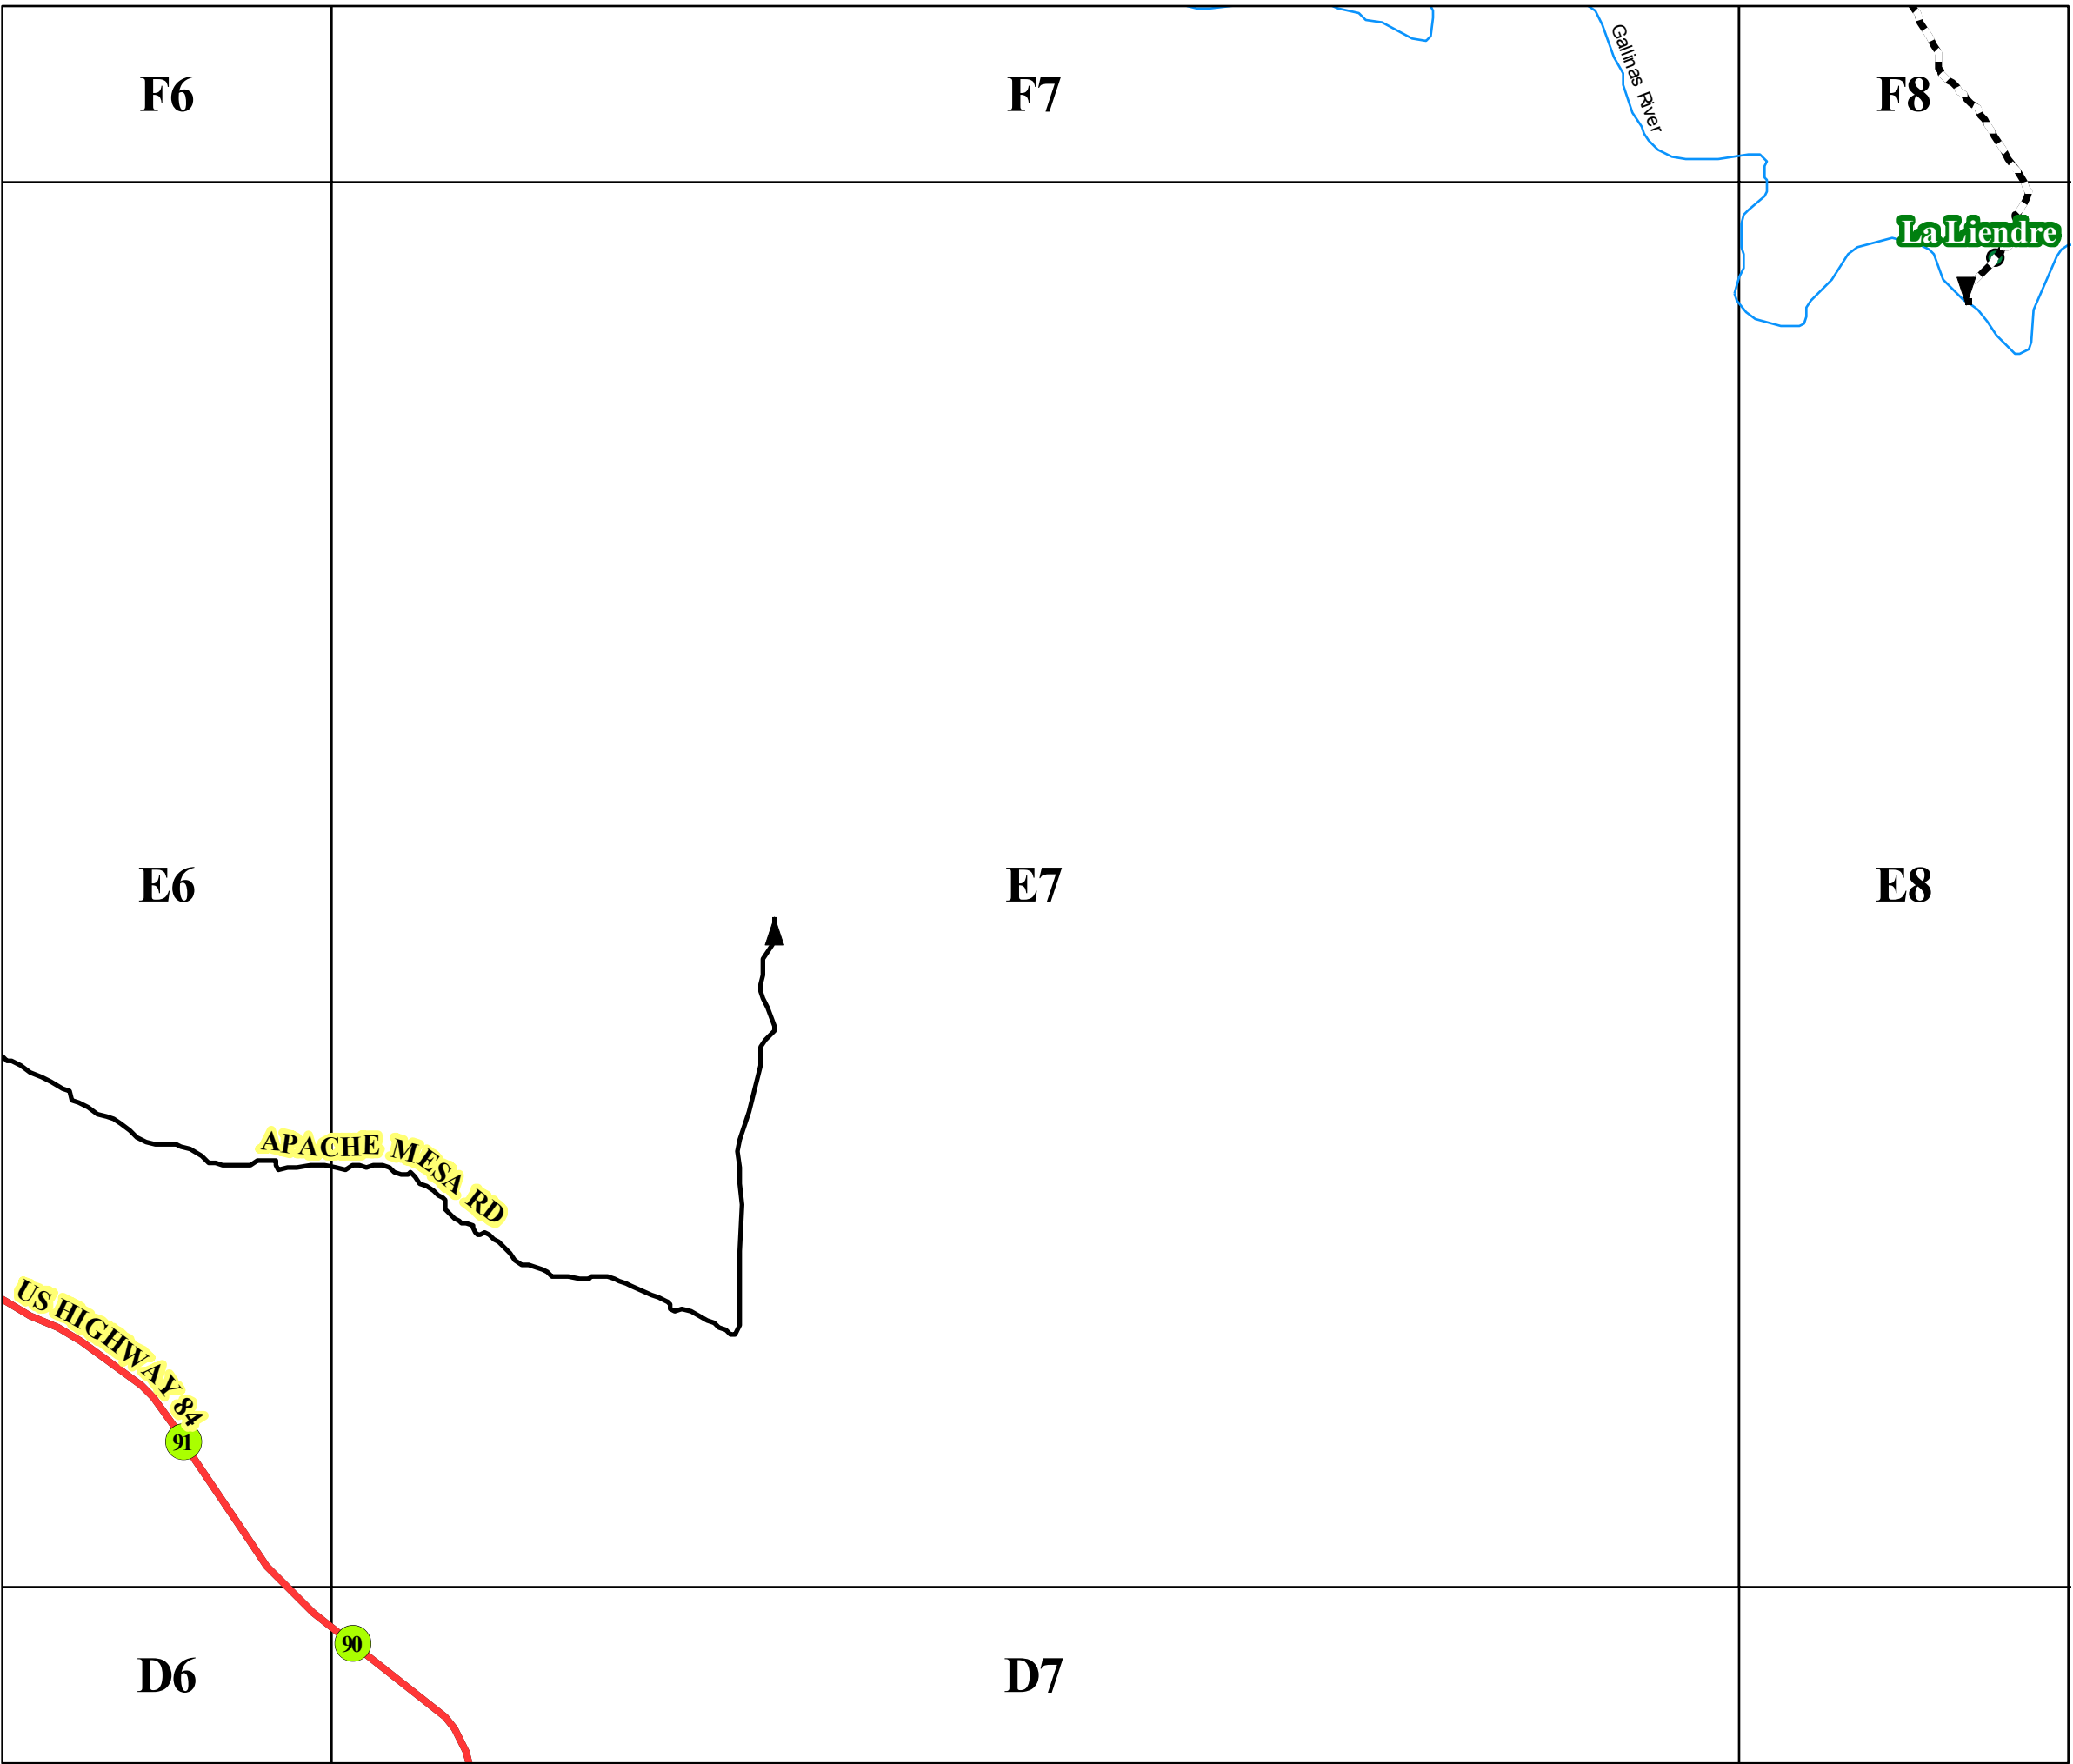 F6
F7
Gallinas River
F8
La Liendre
E6
E7
E8
APACHE MESA RD
US HIGHWAY 84
91
90
D6
D7